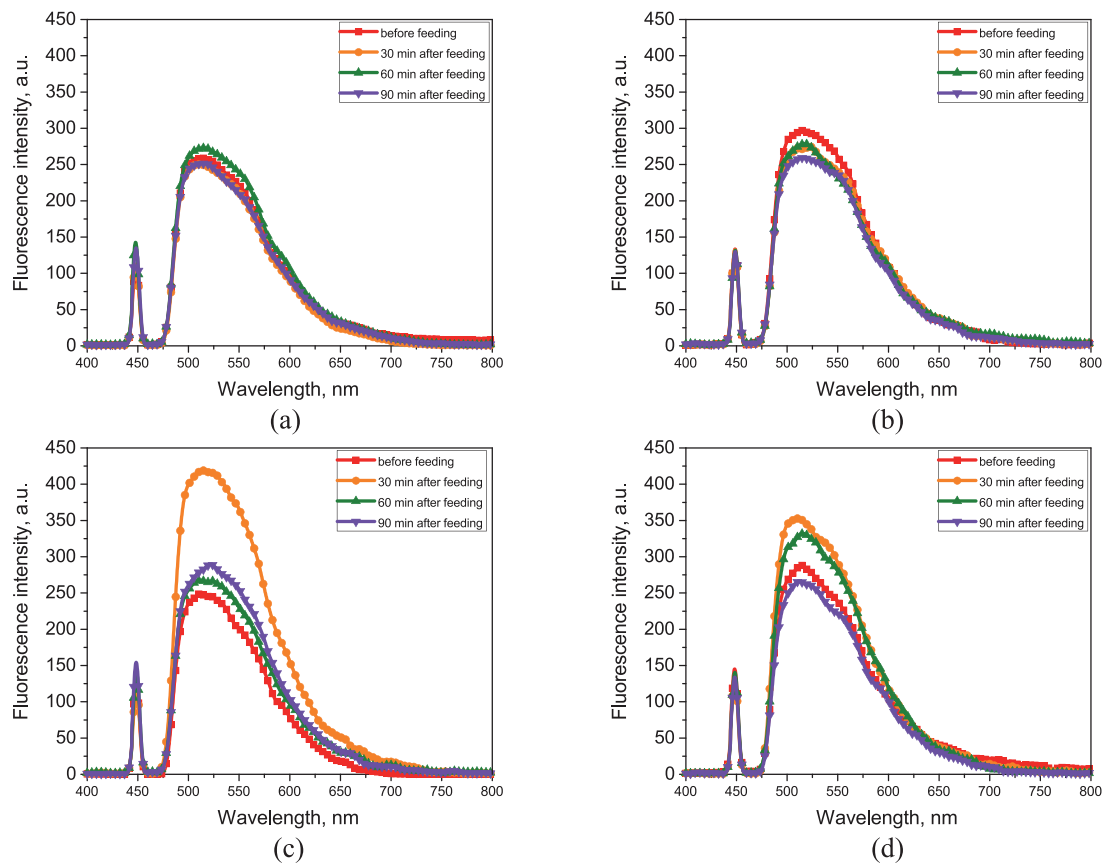 450
400
350
300
250
200
150
100
50
0
Fluorescence intensity, a.u.
before feeding
30 min after feeding
60 min after feeding
90 min after feeding
400 450 500 550 600 650 700 750 800
Wavelength, nm
(a)
450
400
350
300
250
200
150
100
50
0
Fluorescence intensity, a.u.
before feeding
30 min after feeding
60 min after feeding
90 min after feeding
400 450 500 550 600 650 700 750 800
Wavelength, nm
(b)
450
400
350
300
250
200
150
100
50
0
Fluorescence intensity, a.u.
before feeding
30 min after feeding
60 min after feeding
90 min after feeding
400 450 500 550 600 650 700 750 800
Wavelength, nm
(c)
450
400
350
300
250
200
150
100
50
0
Fluorescence intensity, a.u.
before feeding
30 min after feeding
60 min after feeding
90 min after feeding
400 450 500 550 600 650 700 750 800
Wavelength, nm
(d)